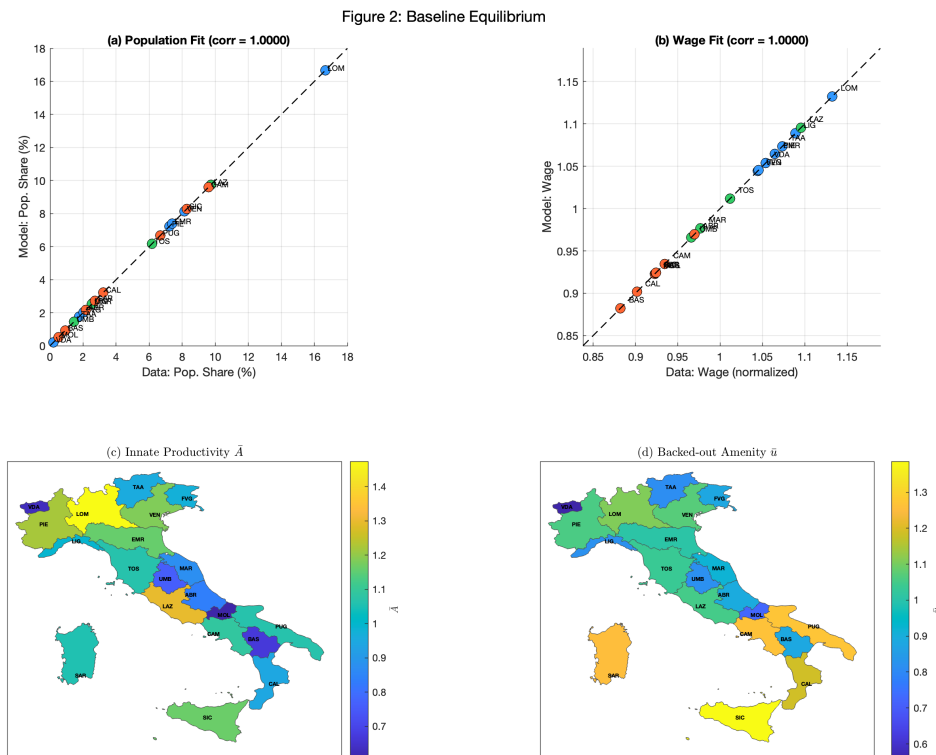 Figure 2: Baseline Equilibrium
(a) Population Fit (corr = 1.0000)
18
16
14
12
10
8
6
4
2
0
Model: Pop. Share (%)
LOM
LAZ
CAM
SIC
VEN
EMR
PIE
PUG
TOS
CAL
UMB
BAS
MOL
VDA
0 2 4 6 8 10 12 14 16 18
Data: Pop. Share (%)
(b) Wage Fit (corr = 1.0000)
1.15
1.1
1.05
1
0.95
0.9
0.85
Model: Wage
LOM
LAZ
LIG
TAA
VDA
TOS
MAR
ABR
UMB
CAM
CAL
BAS
0.85 0.9 0.95 1 1.05 1.1 1.15
Data: Wage (normalized)
(c) Innate Productivity Ā
VDA
TAA
FVG
PIE
LOM
VEN
LIG
EMR
TOS
MAR
UMB
ABR
LAZ
MOL
CAM
PUG
BAS
SAR
CAL
SIC
1.4
1.3
1.2
1.1
1
0.9
0.8
0.7
Ā
(d) Backed-out Amenity ū
VDA
TAA
FVG
PIE
LOM
VEN
LIG
EMR
TOS
MAR
UMB
ABR
LAZ
MOL
CAM
PUG
BAS
SAR
CAL
SIC
1.3
1.2
1.1
1
0.9
0.8
0.7
0.6